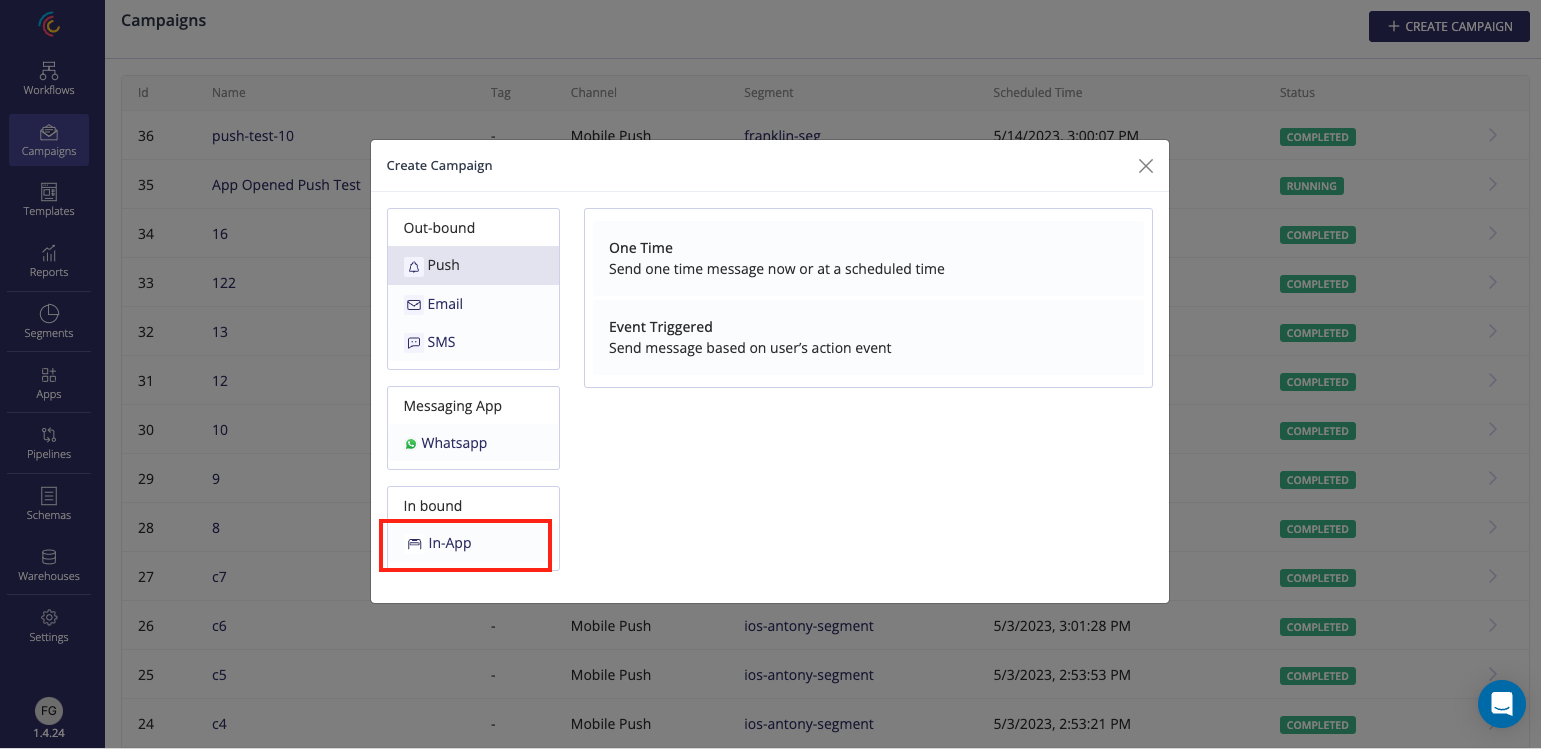 Campaigns
+ CREATE CAMPAIGN
Workflows
Campaigns
Templates
Reports
Segments
Apps
Pipelines
Schemas
Warehouses
Settings
FG
1.4.24
Id Name Tag Channel Segment Scheduled Time Status
36 push-test-10 - Mobile Push franklin-seg 5/14/2023, 3:00:07 PM COMPLETED
35 App Opened Push Test RUNNING
34 16 COMPLETED
33 122 COMPLETED
32 13 COMPLETED
31 12 COMPLETED
30 10 COMPLETED
29 9 COMPLETED
28 8 COMPLETED
27 c7 COMPLETED
26 c6 - Mobile Push ios-antony-segment 5/3/2023, 3:01:28 PM COMPLETED
25 c5 - Mobile Push ios-antony-segment 5/3/2023, 2:53:53 PM COMPLETED
24 c4 - Mobile Push ios-antony-segment 5/3/2023, 2:53:21 PM COMPLETED
Create Campaign
Out-bound
Push
Email
SMS
Messaging App
Whatsapp
In bound
In-App
One Time
Send one time message now or at a scheduled time
Event Triggered
Send message based on user’s action event